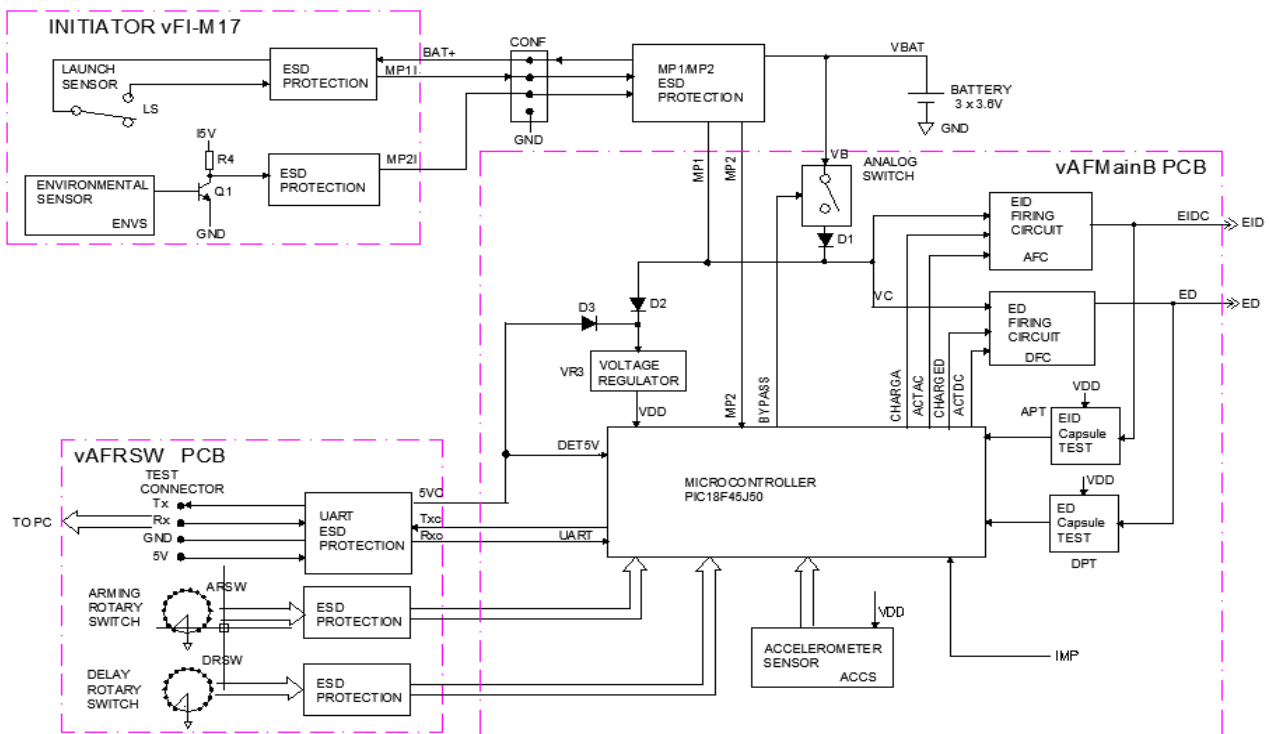 INITIATOR vFI-M17
LAUNCH
SENSOR
LS
ESD
PROTECTION
BAT+
MP1I
CONF
GND
MP1/MP2
ESD
PROTECTION
VBAT
BATTERY
3 x 3.6V
GND
I5V
R4
Q1
GND
ENVIRONMENTAL
SENSOR
ENVS
ESD
PROTECTION
MP2I
vAFMainB PCB
MP1
MP2
VB
ANALOG
SWITCH
D1
EID
FIRING
CIRCUIT
AFC
EIDC
EID
VC
ED
FIRING
CIRCUIT
DFC
ED
ED
D3
D2
VR3
VOLTAGE
REGULATOR
VDD
MP2
BYPASS
CHARGA
ACTAC
CHARGED
ACTDC
VDD
APT
EID
Capsule
TEST
VDD
ED
Capsule
TEST
DPT
DET5V
MICROCONTROLLER
PIC18F45J50
vAFRSW PCB
TEST
CONNECTOR
Tx
Rx
GND
5V
TO PC
UART
ESD
PROTECTION
5VC
Txc
Rxc
UART
ARMING
ROTARY
SWITCH
ARSW
ESD
PROTECTION
DELAY
ROTARY
SWITCH
DRSW
ESD
PROTECTION
VDD
ACCELEROMETER
SENSOR
ACCS
IMP